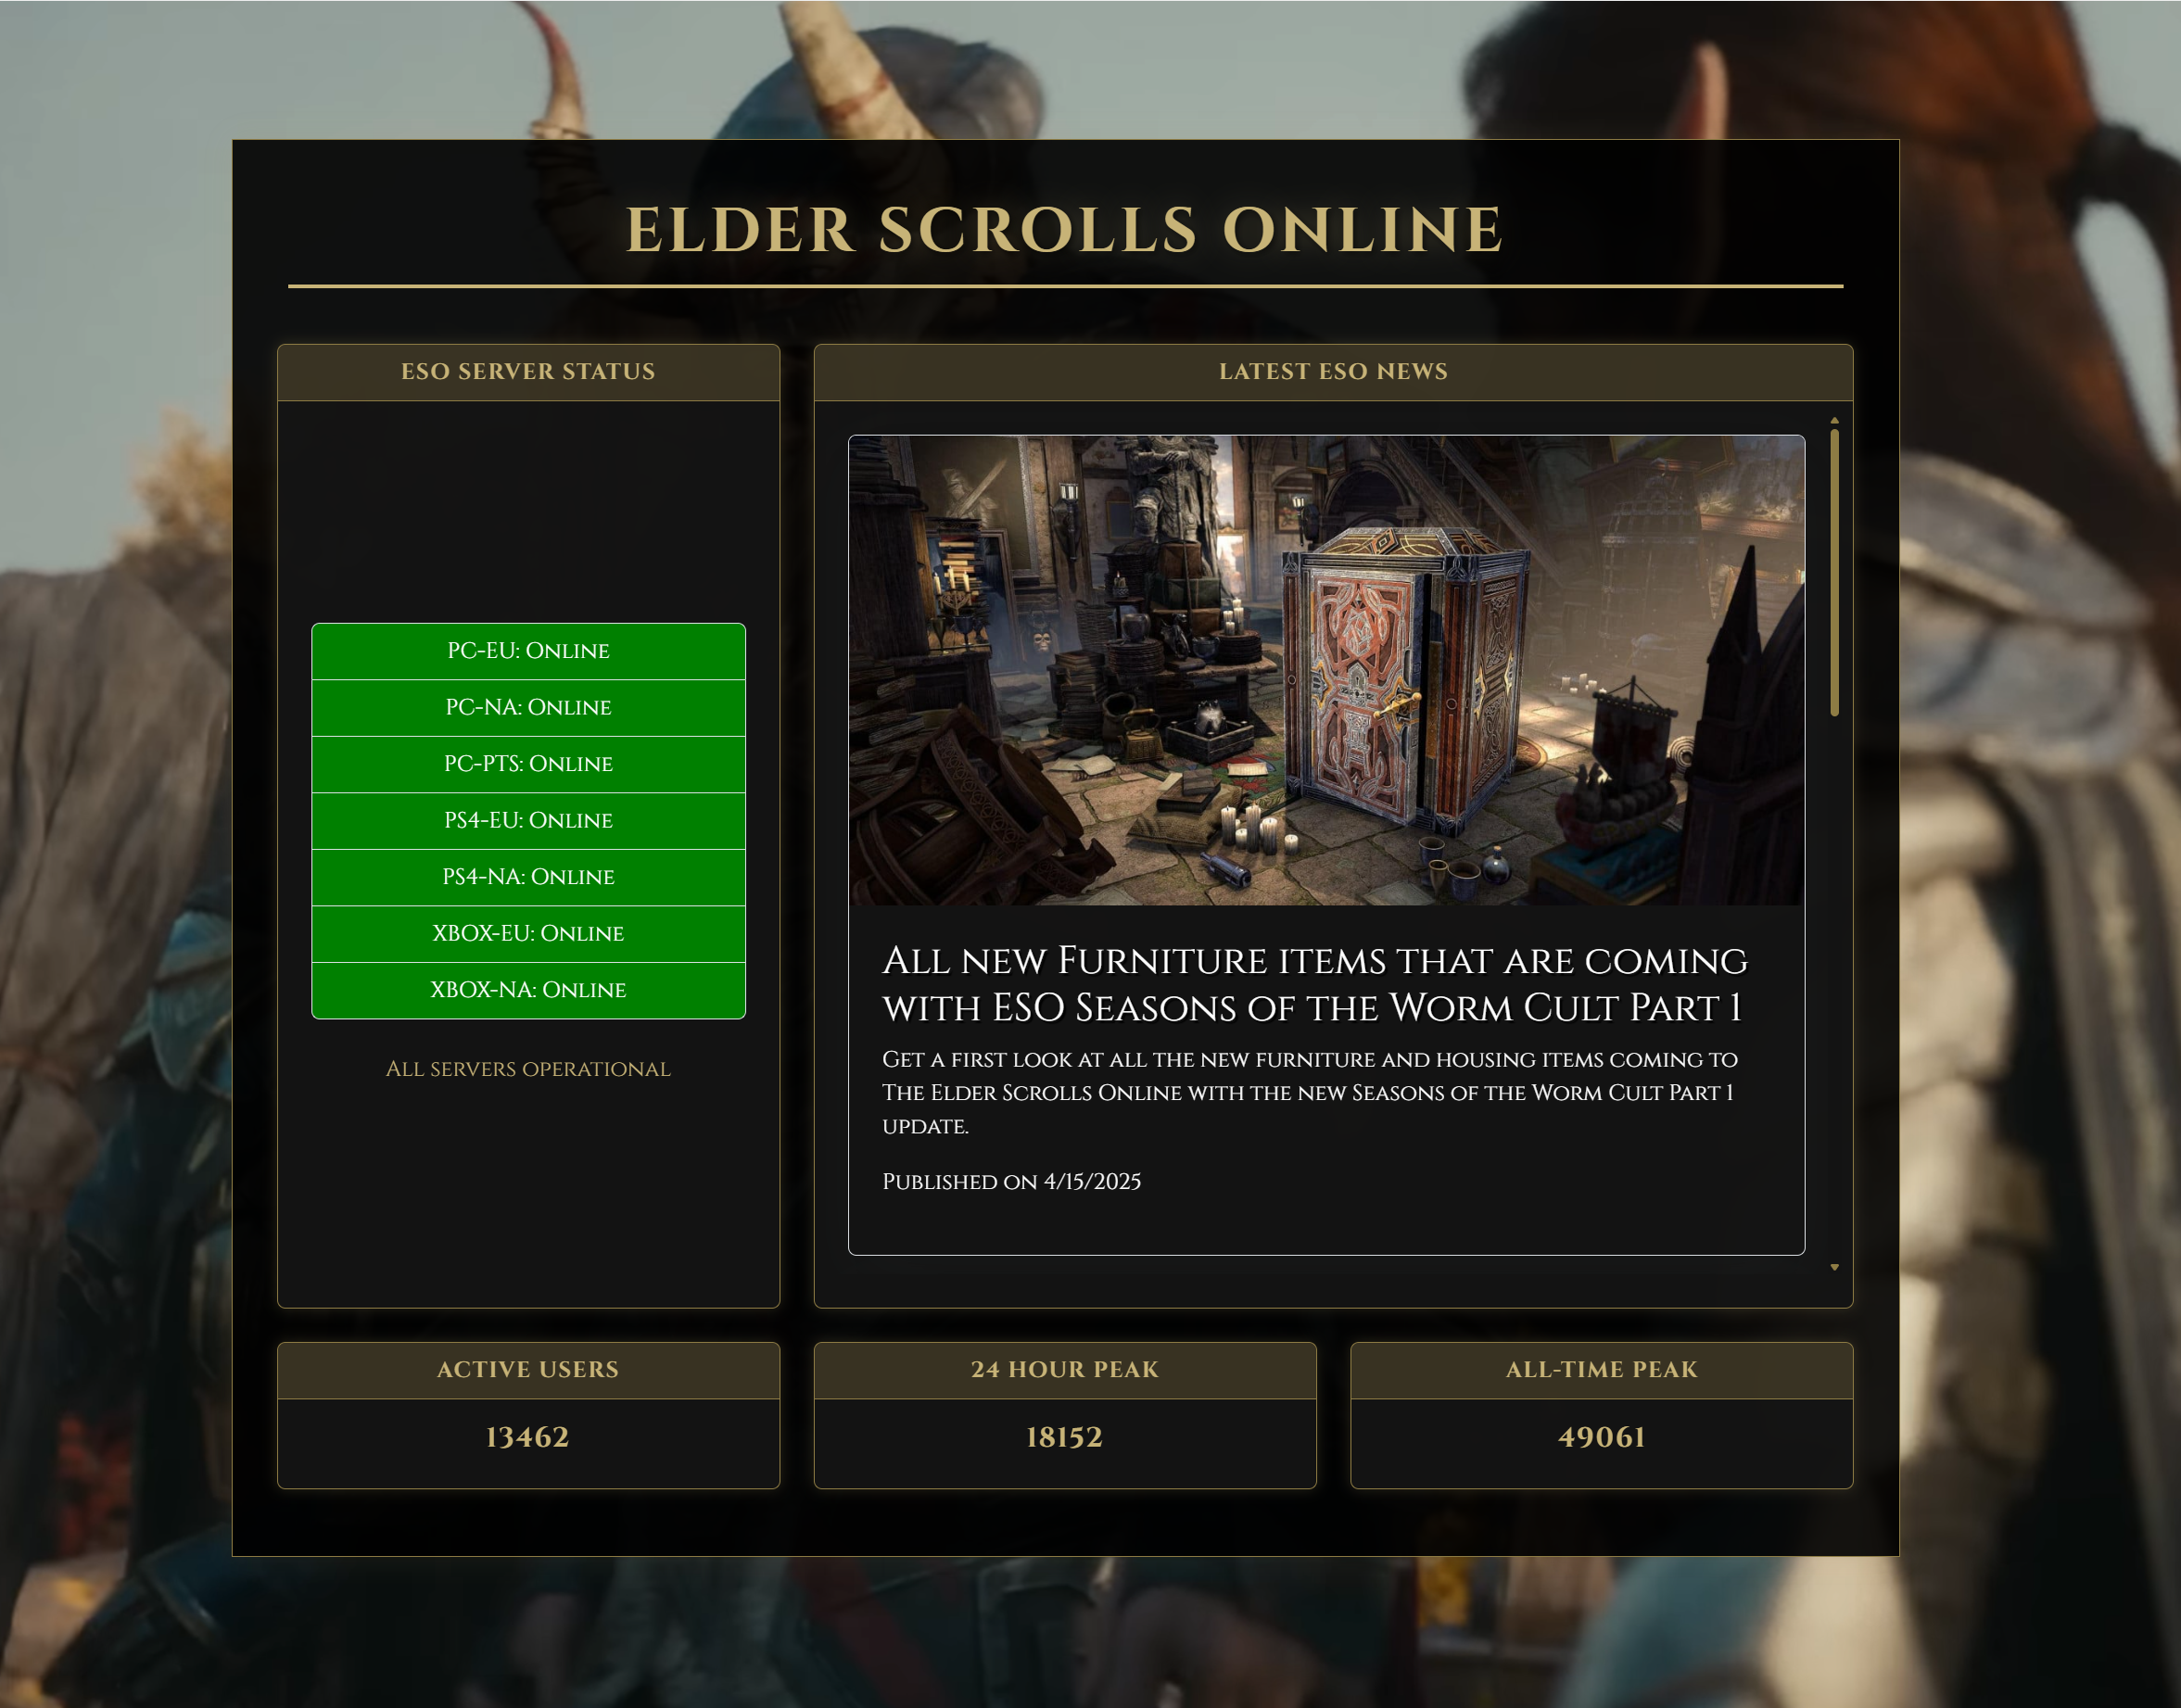 ELDER SCROLLS ONLINE
ESO SERVER STATUS
PC-EU: Online
PC-NA: Online
PC-PTS: Online
PS4-EU: Online
PS4-NA: Online
XBOX-EU: Online
XBOX-NA: Online
All servers operational
LATEST ESO NEWS
All new Furniture items that are coming
with ESO Seasons of the Worm Cult Part 1
Get a first look at all the new furniture and housing items coming to
The Elder Scrolls Online with the new Seasons of the Worm Cult Part 1
update.
Published on 4/15/2025
ACTIVE USERS
13462
24 HOUR PEAK
18152
ALL-TIME PEAK
49061